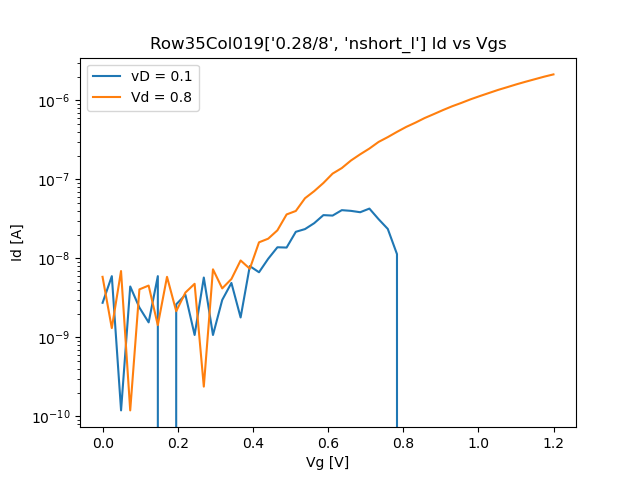 Row35Col019['0.28/8', 'nshort_l'] Id vs Vgs
vD = 0.1
Vd = 0.8
Id [A]
10⁻⁶
10⁻⁷
10⁻⁸
10⁻⁹
10⁻¹⁰
0.0 0.2 0.4 0.6 0.8 1.0 1.2
Vg [V]